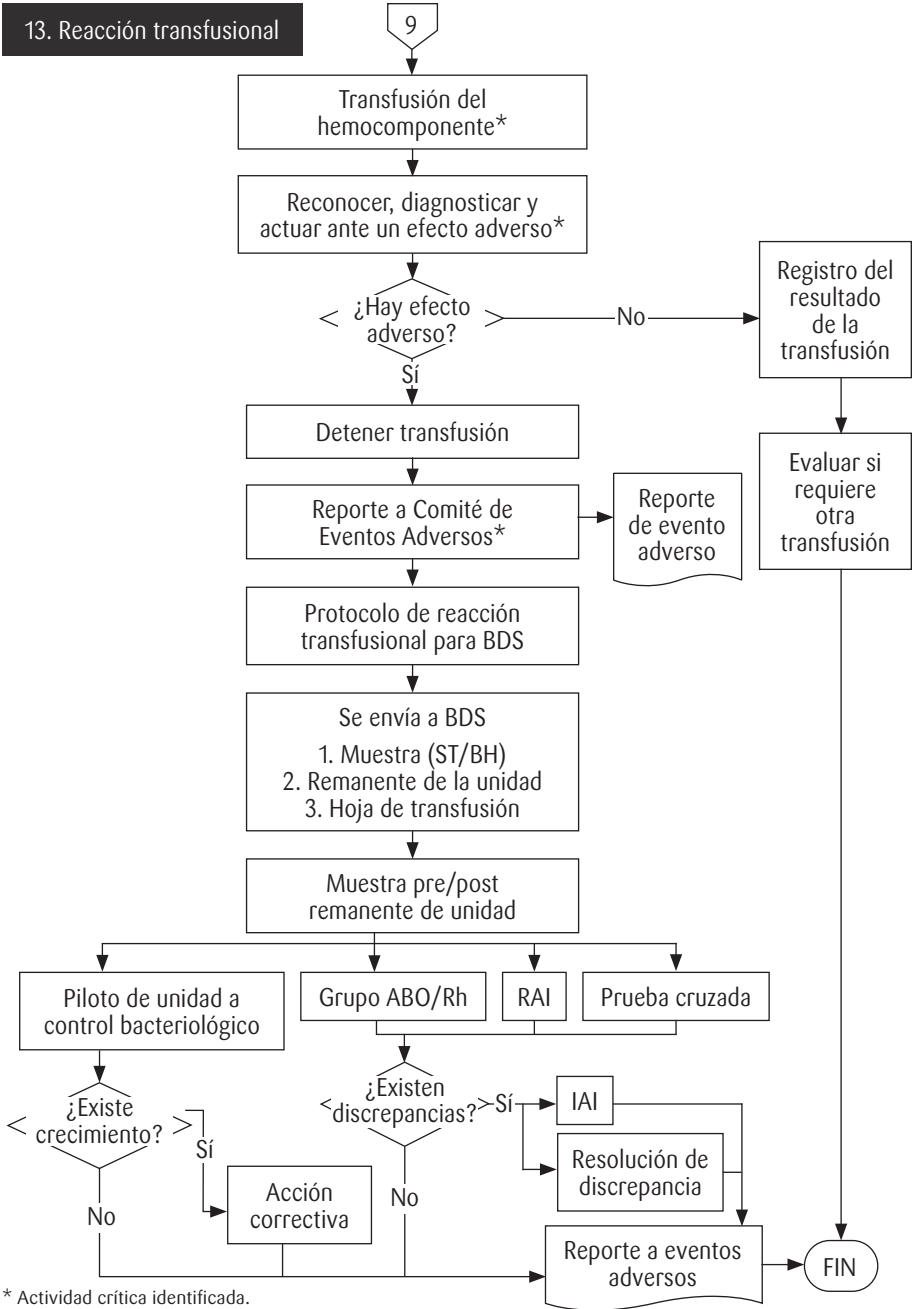 13. Reacción transfusional
9
Transfusión del
hemocomponente*
Reconocer, diagnosticar y
actuar ante un efecto adverso*
¿Hay efecto
adverso?
No
Registro del
resultado
de la
transfusión
Sí
Detener transfusión
Evaluar si
requiere
otra
transfusión
Reporte a Comité de
Eventos Adversos*
Reporte
de evento
adverso
Protocolo de reacción
transfusional para BDS
Se envía a BDS
1. Muestra (ST/BH)
2. Remanente de la unidad
3. Hoja de transfusión
Muestra pre/post
remanente de unidad
Piloto de unidad a
control bacteriológico
Grupo ABO/Rh
RAI
Prueba cruzada
¿Existe
crecimiento?
Sí
No
Acción
correctiva
¿Existen
discrepancias?
Sí
No
IAI
Resolución de
discrepancia
Reporte a eventos
adversos
FIN
* Actividad crítica identificada.